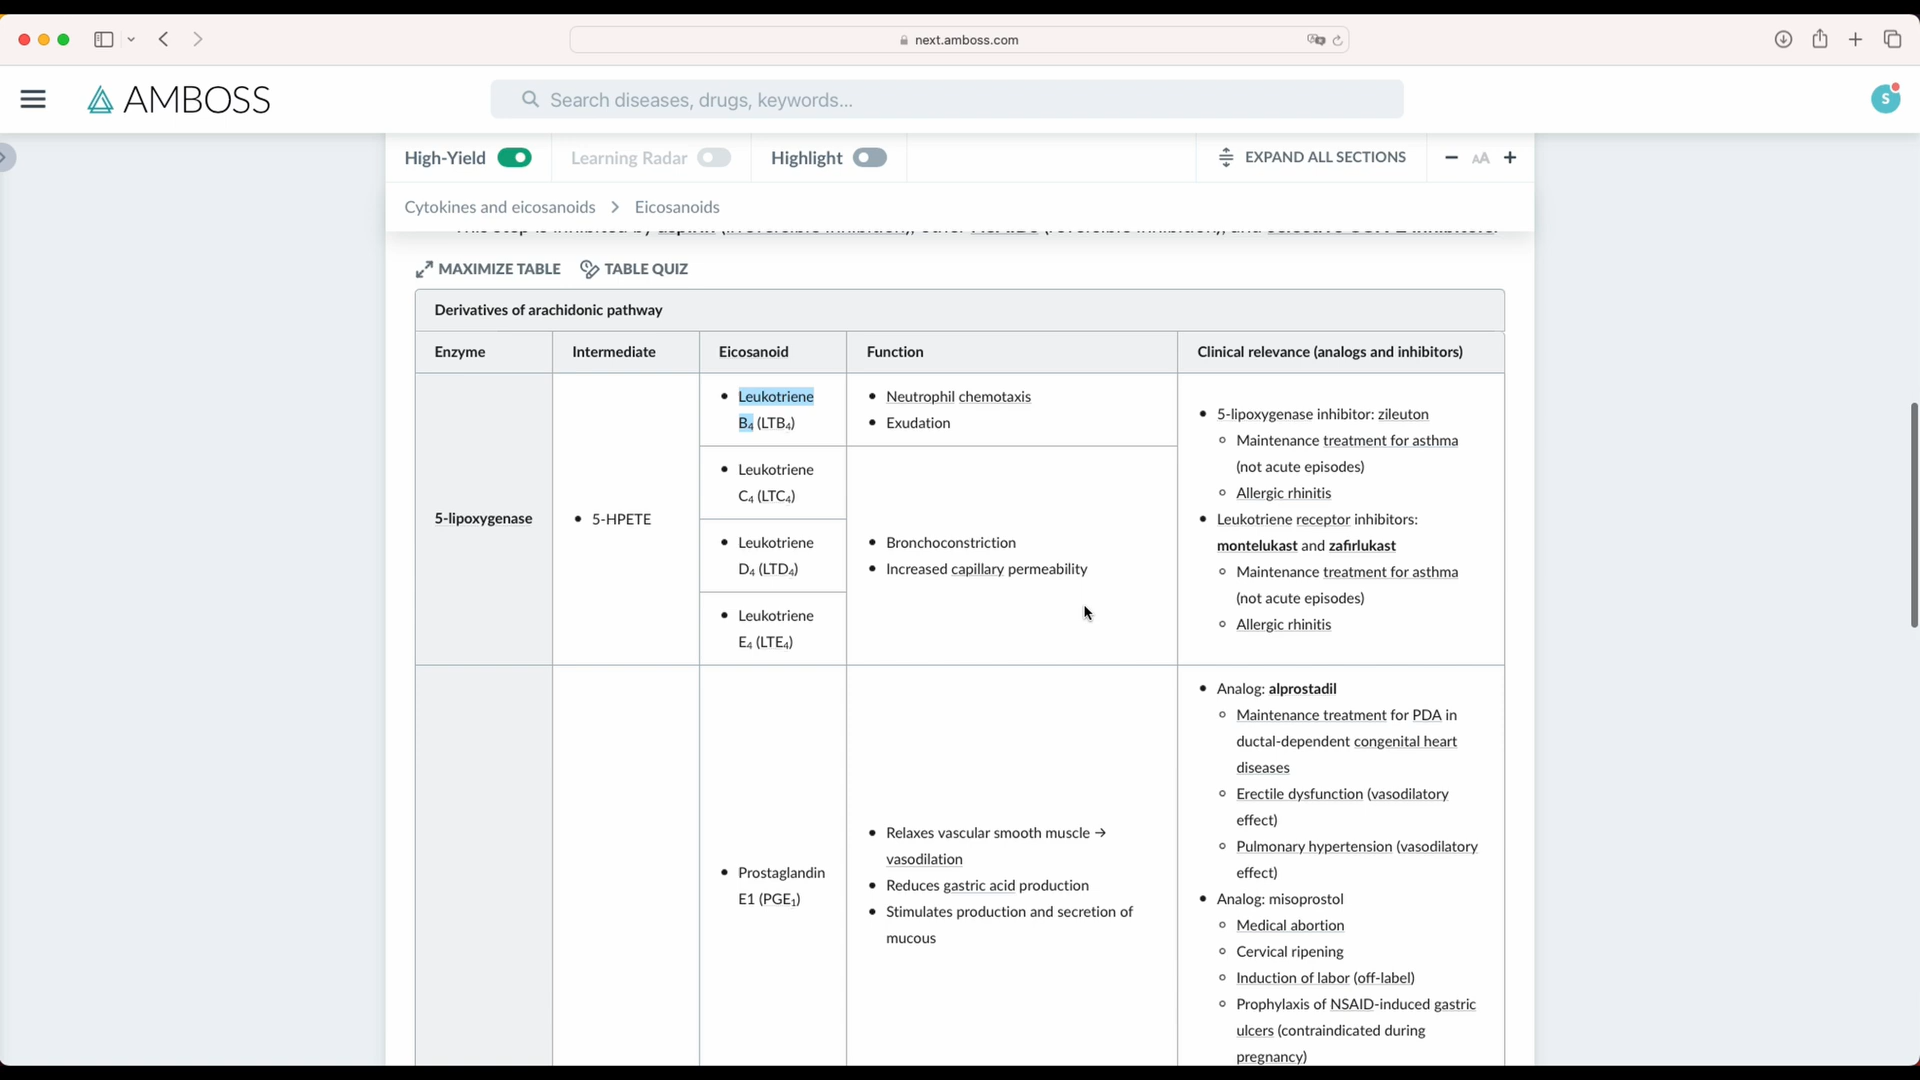 next.amboss.com
AMBOSS
Search diseases, drugs, keywords...
S
High-Yield
Learning Radar
Highlight
EXPAND ALL SECTIONS
AA
Cytokines and eicosanoids > Eicosanoids
MAXIMIZE TABLE
TABLE QUIZ
Derivatives of arachidonic pathway
Enzyme
Intermediate
Eicosanoid
Function
Clinical relevance (analogs and inhibitors)
5-lipoxygenase
• 5-HPETE
• Leukotriene
B₄ (LTB₄)
• Neutrophil chemotaxis
• Exudation
• Leukotriene
C₄ (LTC₄)
• Leukotriene
D₄ (LTD₄)
• Leukotriene
E₄ (LTE₄)
• Bronchoconstriction
• Increased capillary permeability
• 5-lipoxygenase inhibitor: zileuton
◦ Maintenance treatment for asthma
(not acute episodes)
◦ Allergic rhinitis
• Leukotriene receptor inhibitors:
montelukast and zafirlukast
◦ Maintenance treatment for asthma
(not acute episodes)
◦ Allergic rhinitis
• Prostaglandin
E1 (PGE₁)
• Relaxes vascular smooth muscle →
vasodilation
• Reduces gastric acid production
• Stimulates production and secretion of
mucous
• Analog: alprostadil
◦ Maintenance treatment for PDA in
ductal-dependent congenital heart
diseases
◦ Erectile dysfunction (vasodilatory
effect)
◦ Pulmonary hypertension (vasodilatory
effect)
• Analog: misoprostol
◦ Medical abortion
◦ Cervical ripening
◦ Induction of labor (off-label)
◦ Prophylaxis of NSAID-induced gastric
ulcers (contraindicated during
pregnancy)